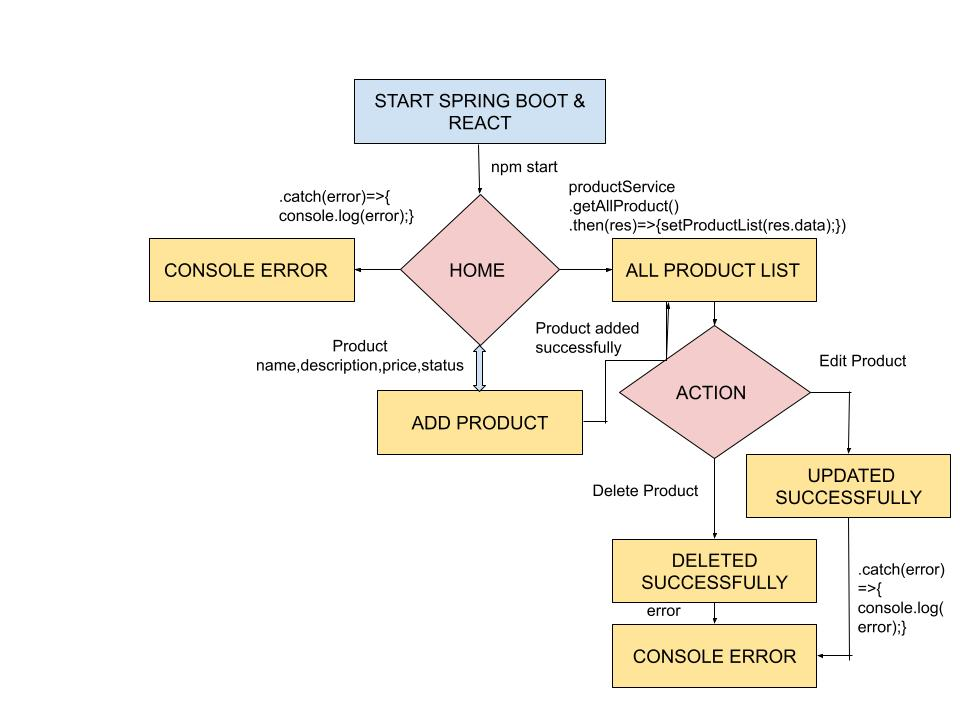 START SPRING BOOT &
REACT
npm start
.catch(error)=>{
console.log(error);}
productService
.getAllProduct()
.then(res)=>{setProductList(res.data);})
CONSOLE ERROR
HOME
ALL PRODUCT LIST
Product added
successfully
Product
name,description,price,status
Edit Product
ACTION
ADD PRODUCT
UPDATED
SUCCESSFULLY
Delete Product
DELETED
SUCCESSFULLY
.catch(error)
=>{
console.log(
error);}
error
CONSOLE ERROR